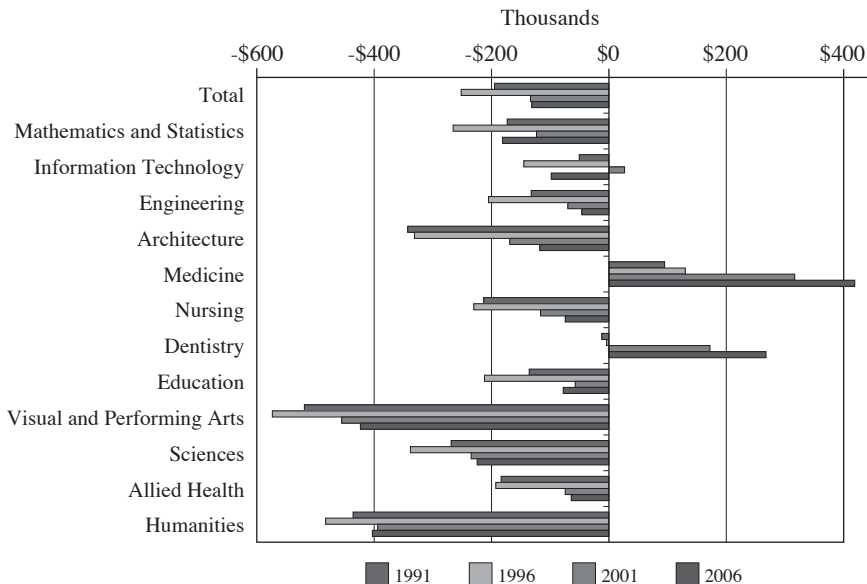 Thousands
-$600 -$400 -$200 $0 $200 $400
Total
Mathematics and Statistics
Information Technology
Engineering
Architecture
Medicine
Nursing
Dentistry
Education
Visual and Performing Arts
Sciences
Allied Health
Humanities
1991 1996 2001 2006